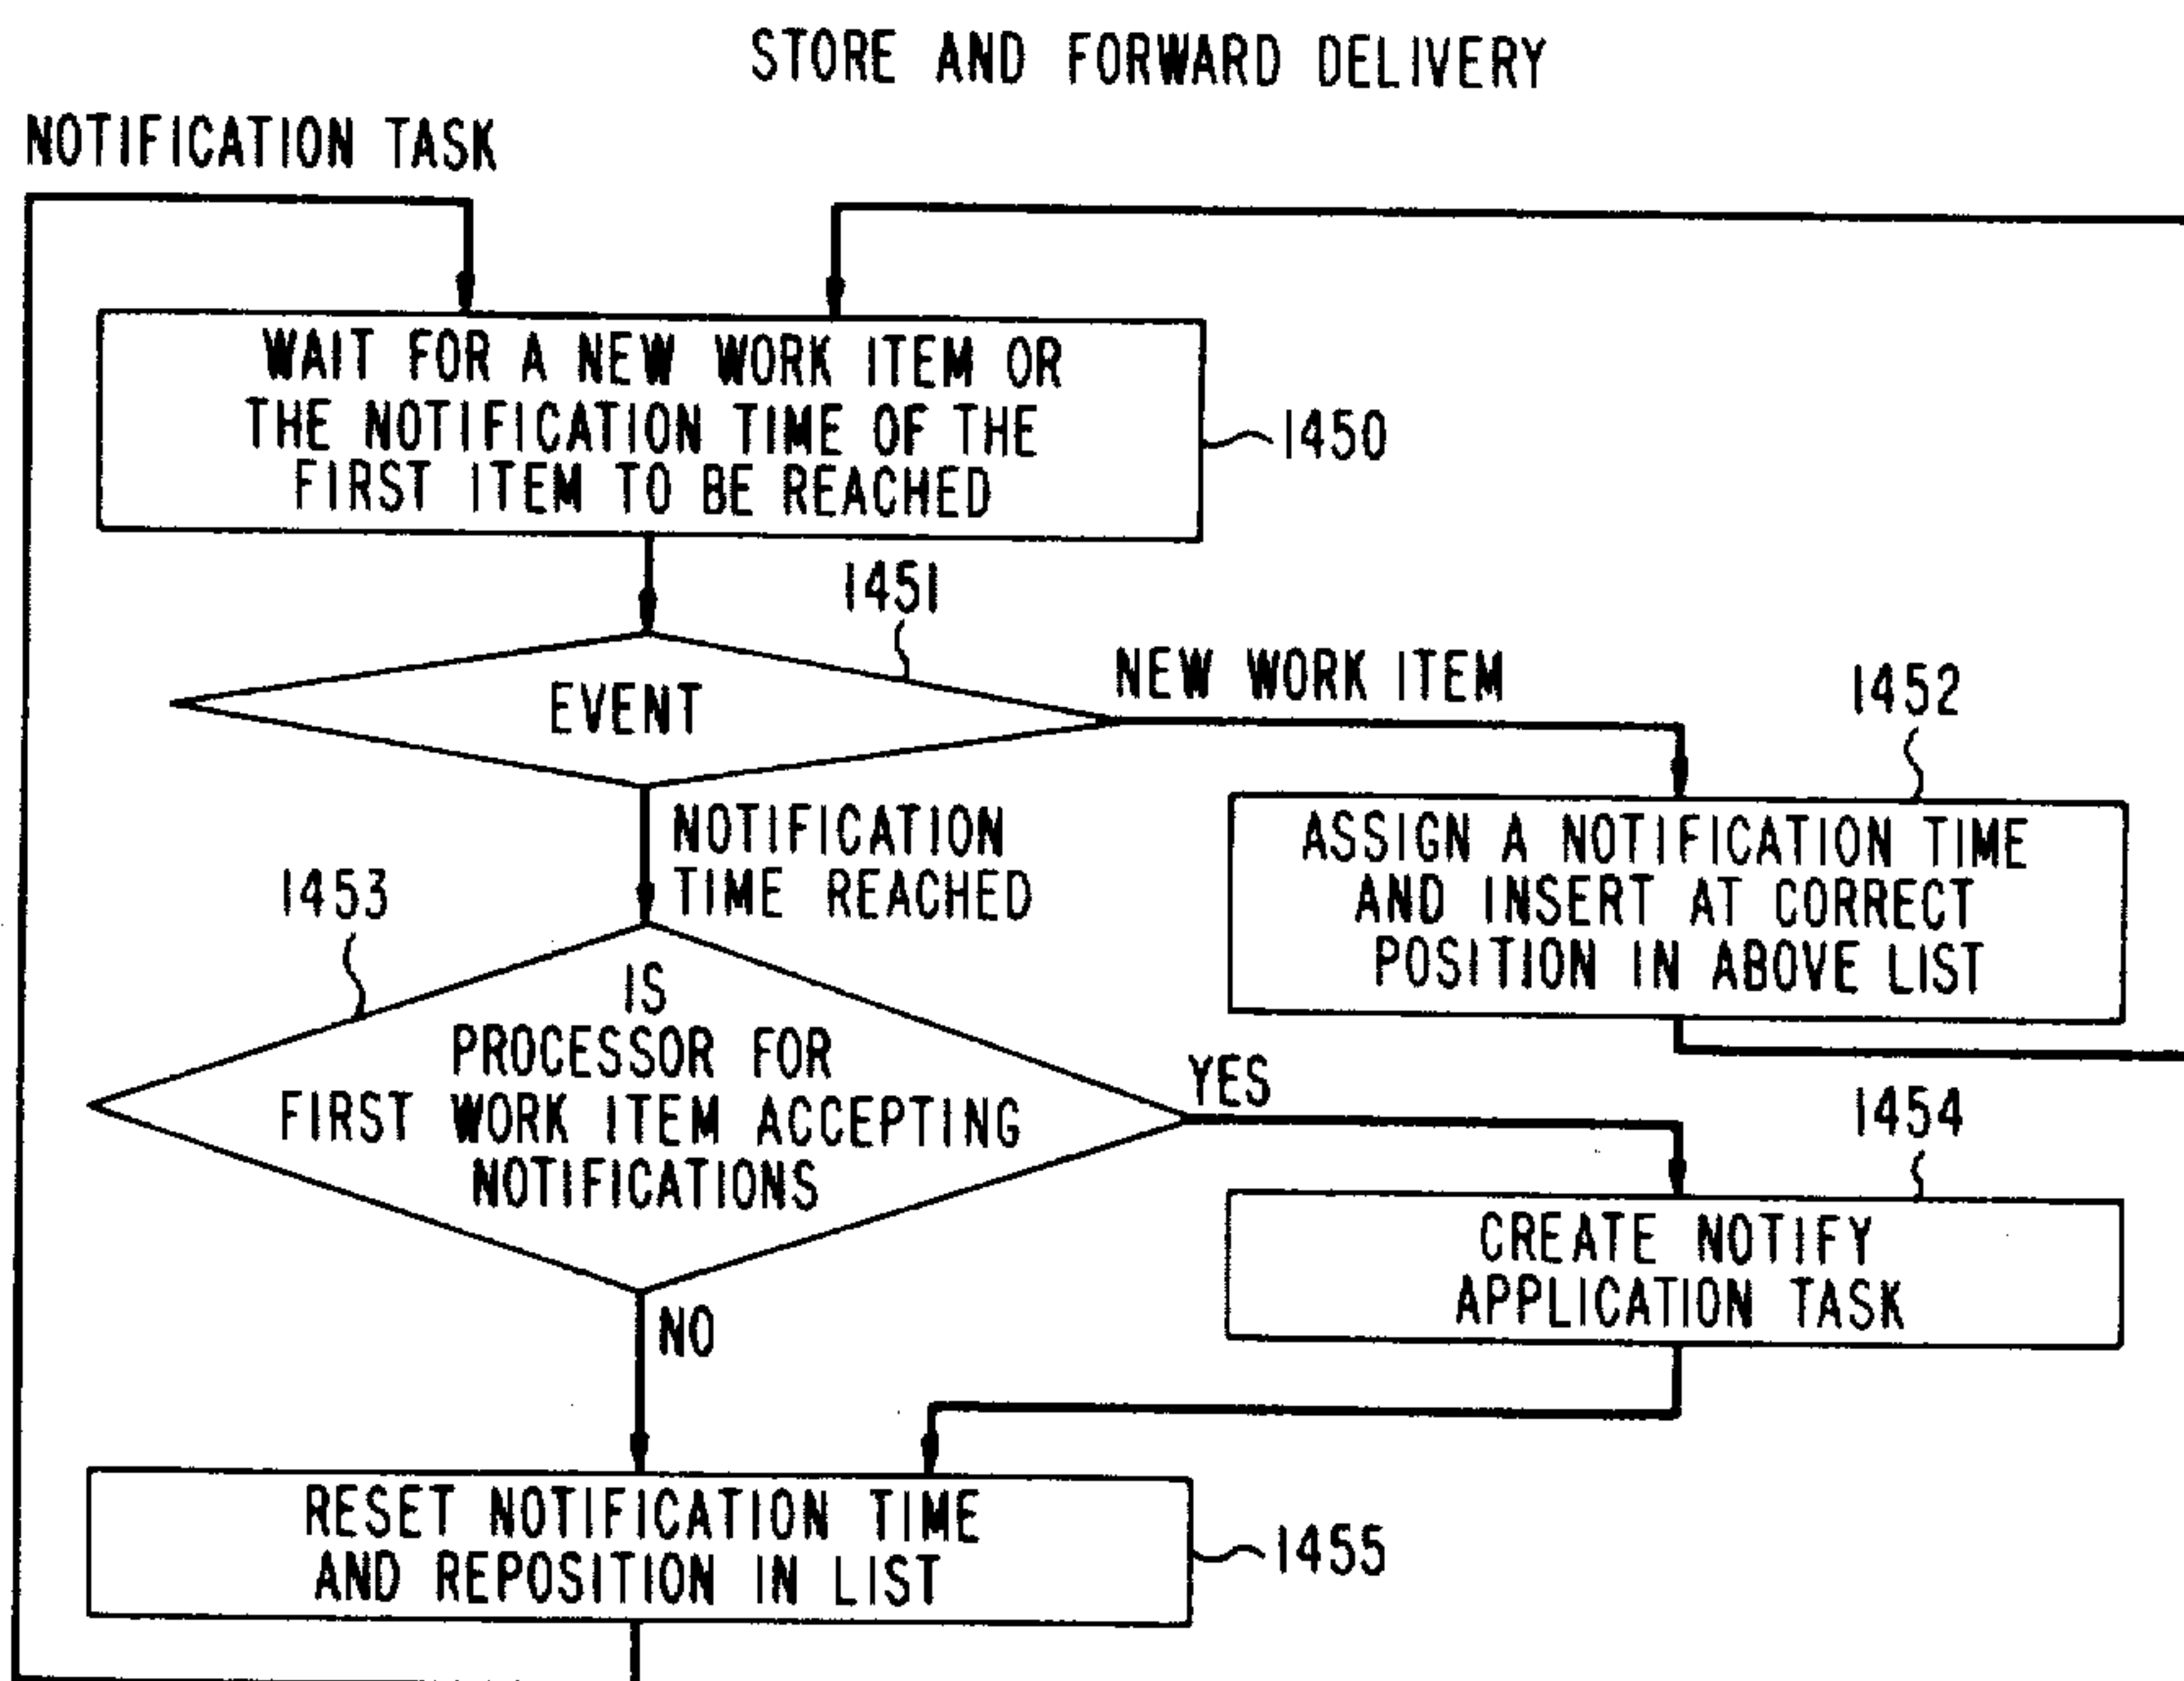 STORE AND FORWARD DELIVERY
NOTIFICATION TASK
WAIT FOR A NEW WORK ITEM OR
THE NOTIFICATION TIME OF THE
FIRST ITEM TO BE REACHED
1450
1451
EVENT
NEW WORK ITEM
1452
ASSIGN A NOTIFICATION TIME
AND INSERT AT CORRECT
POSITION IN ABOVE LIST
NOTIFICATION
TIME REACHED
1453
IS
PROCESSOR FOR
FIRST WORK ITEM ACCEPTING
NOTIFICATIONS
YES
1454
CREATE NOTIFY
APPLICATION TASK
NO
RESET NOTIFICATION TIME
AND REPOSITION IN LIST
1455